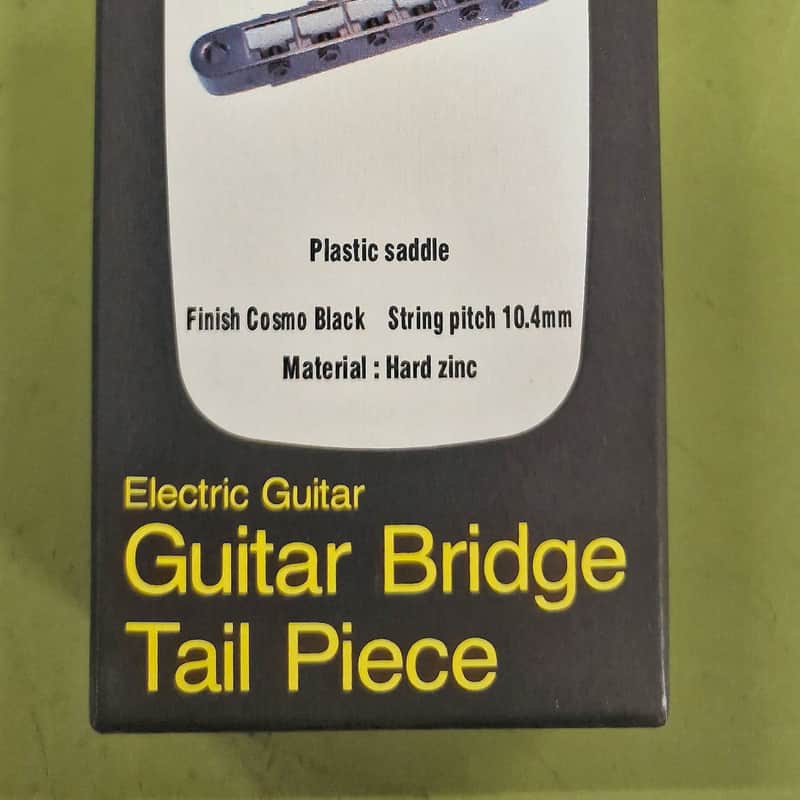 Plastic saddle
Finish Cosmo Black String pitch 10.4mm
Material : Hard zinc
Electric Guitar
Guitar Bridge
Tail Piece